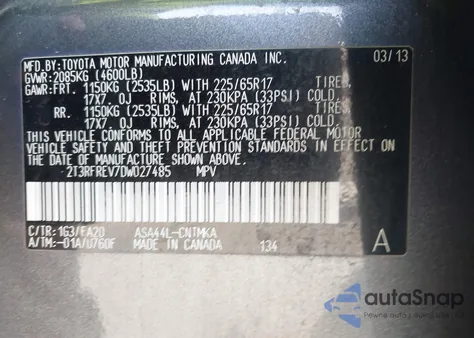 MFD.BY:TOYOTA MOTOR MANUFACTURING CANADA INC. 03/13
GVWR: 2085KG (4600LB)
GAWR:FRT. 1150KG (2535LB) WITH 225/65R17 TIRES,
17X7.0J RIMS, AT 230KPA (33PSI) COLD.
RR. 1150KG (2535LB) WITH 225/65R17 TIRES,
17X7.0J RIMS, AT 230KPA (33PSI) COLD.
THIS VEHICLE CONFORMS TO ALL APPLICABLE FEDERAL MOTOR
VEHICLE SAFETY AND THEFT PREVENTION STANDARDS IN EFFECT
ON THE DATE OF MANUFACTURE SHOWN ABOVE.
2T3RFREV7DW027485 MPV
C/TR: 1G3/FA20 ASA44L-CNTMKA
A/TM:-01A/U760F MADE IN CANADA 134 A
autoSnap